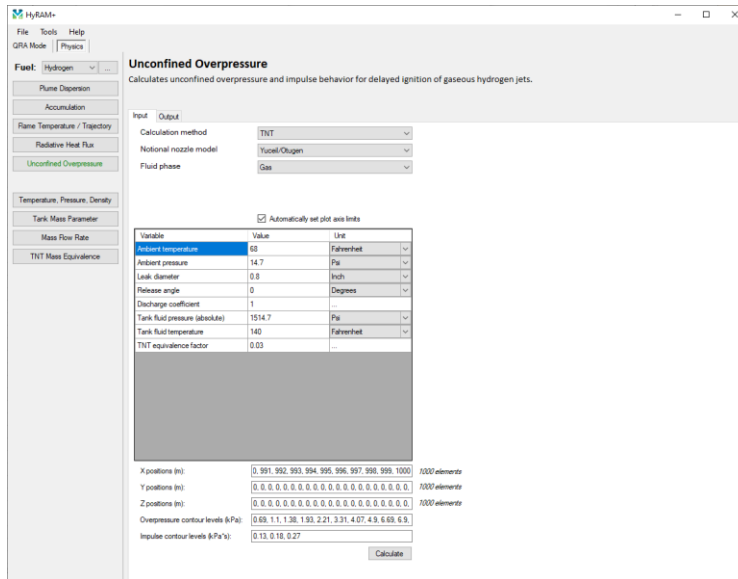 HyRAM+
File Tools Help
QRA Mode Physics
Fuel: Hydrogen ...
Plume Dispersion
Accumulation
Flame Temperature / Trajectory
Radiative Heat Flux
Unconfined Overpressure
Temperature, Pressure, Density
Tank Mass Parameter
Mass Flow Rate
TNT Mass Equivalence
Unconfined Overpressure
Calculates unconfined overpressure and impulse behavior for delayed ignition of gaseous hydrogen jets.
Input Output
Calculation method TNT
Notional nozzle model Yuceil/Otugen
Fluid phase Gas
Automatically set plot axis limits
Variable Value Unit
Ambient temperature 68 Fahrenheit
Ambient pressure 14.7 Psi
Leak diameter 0.8 Inch
Release angle 0 Degrees
Discharge coefficient 1 ...
Tank fluid pressure (absolute) 1514.7 Psi
Tank fluid temperature 140 Fahrenheit
TNT equivalence factor 0.03 ...
X positions (m): 0, 991, 992, 993, 994, 995, 996, 997, 998, 999, 1000 1000 elements
Y positions (m): 0, 0, 0, 0, 0, 0, 0, 0, 0, 0, 0, 0, 0, 0, 0, 0, 0, 0, 0, 0, 1000 elements
Z positions (m): 0, 0, 0, 0, 0, 0, 0, 0, 0, 0, 0, 0, 0, 0, 0, 0, 0, 0, 0, 0, 1000 elements
Overpressure contour levels (kPa): 0.69, 1.1, 1.38, 1.93, 2.21, 3.31, 4.07, 4.9, 6.69, 6.9,
Impulse contour levels (kPa*s): 0.13, 0.18, 0.27
Calculate